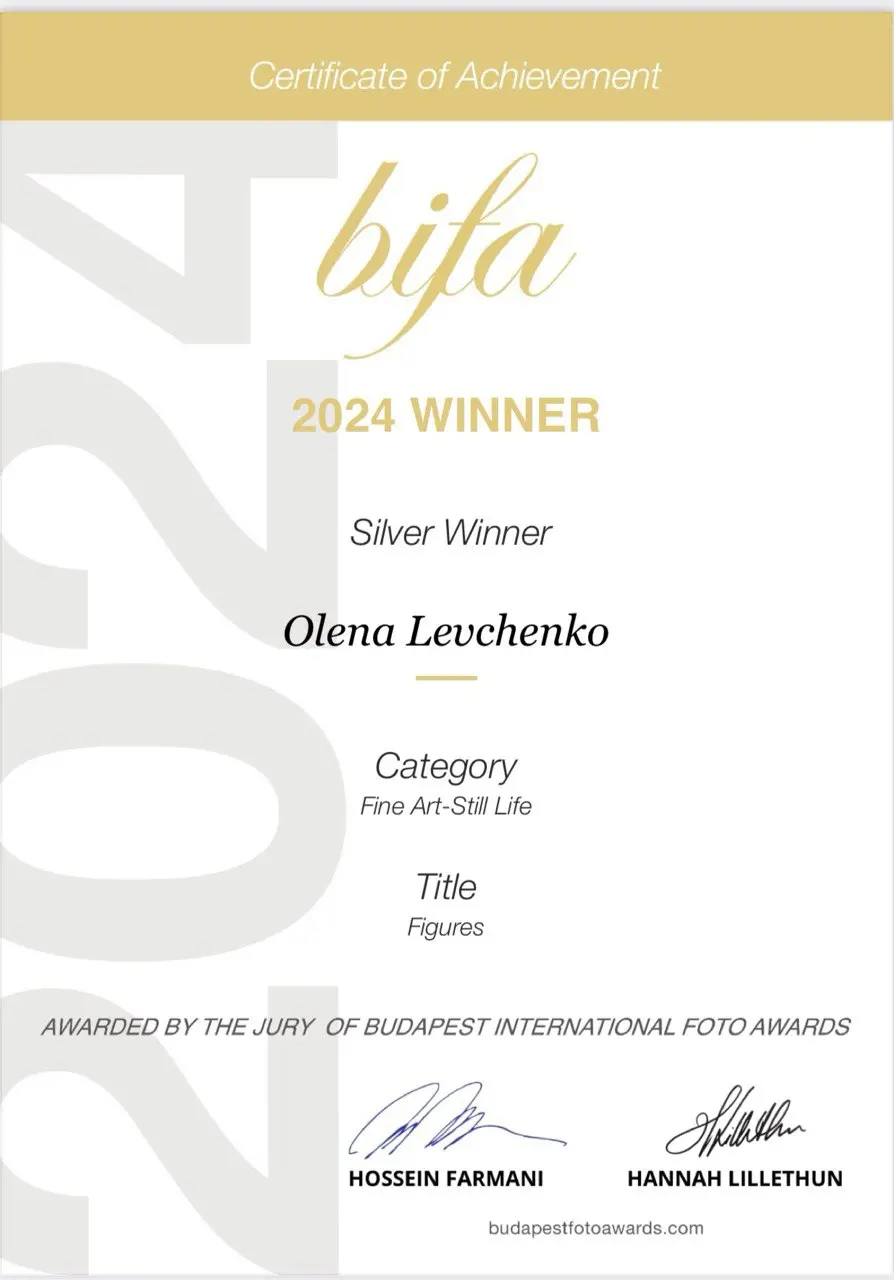 Certificate of Achievement
bifa
2024 WINNER
Silver Winner
Olena Levchenko
Category
Fine Art-Still Life
Title
Figures
AWARDED BY THE JURY OF BUDAPEST INTERNATIONAL FOTO AWARDS
HOSSEIN FARMANI
HANNAH LILLETHUN
budapestfotoawards.com
2024